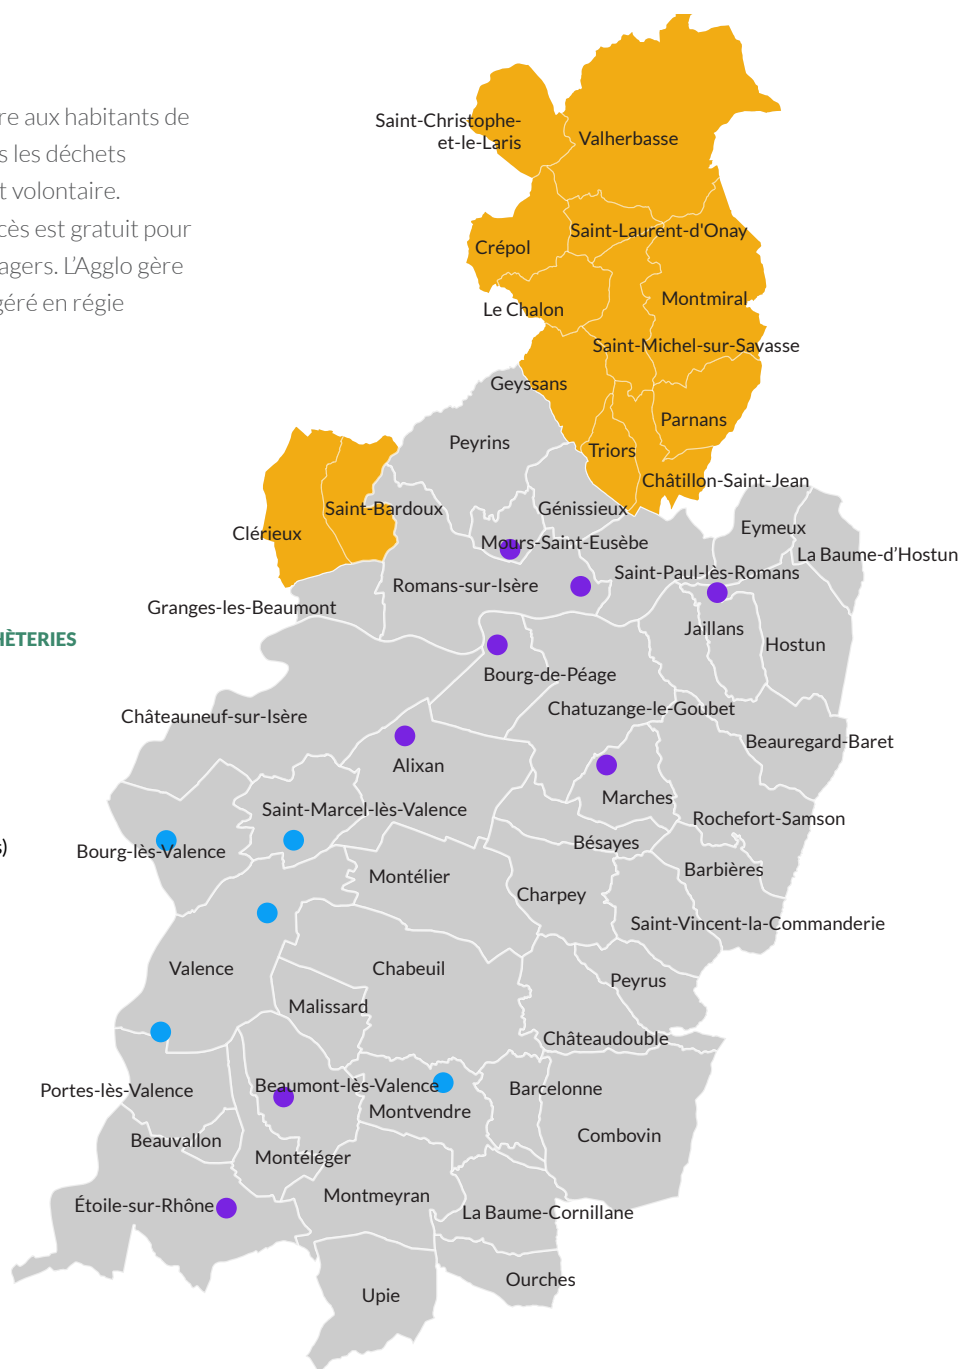 re aux habitants de
s les déchets
t volontaire.
cès est gratuit pour
agers. L'Agglo gère
géré en régie
HÈTERIES
s)
Saint-Christophe-
et-le-Laris
Valherbasse
Saint-Laurent-d'Onay
Crépol
Montmiral
Le Chalon
Saint-Michel-sur-Savasse
Geyssans
Parnans
Peyrins
Triors
Châtillon-Saint-Jean
Saint-Bardoux
Génissieux
Clérieux
Eymeux
Mours-Saint-Eusèbe
La Baume-d'Hostun
Saint-Paul-lès-Romans
Romans-sur-Isère
Granges-les-Beaumont
Jaillans
Hostun
Bourg-de-Péage
Chatuzange-le-Goubet
Châteauneuf-sur-Isère
Beauregard-Baret
Alixan
Marches
Saint-Marcel-lès-Valence
Rochefort-Samson
Bésayes
Bourg-lès-Valence
Barbières
Montélier
Charpey
Saint-Vincent-la-Commanderie
Valence
Chabeuil
Peyrus
Malissard
Châteaudouble
Beaumont-lès-Valence
Barcelonne
Portes-lès-Valence
Montvendre
Combovin
Beauvallon
Montéléger
Montmeyran
Étoile-sur-Rhône
La Baume-Cornillane
Ourches
Upie